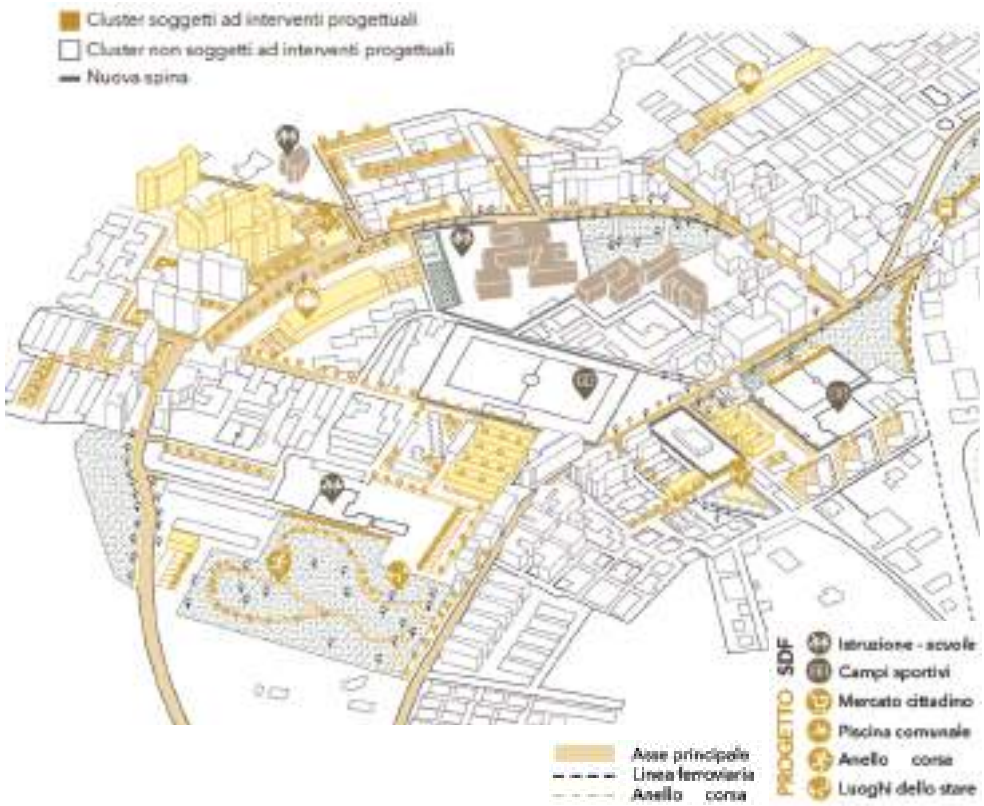 Cluster soggetti ad interventi progettuali
Cluster non soggetti ad interventi progettuali
Nuova spina
PROGETTO SDF
Istruzione - scuole
Campi sportivi
Mercato cittadino
Piscina comunale
Anello corsa
Luoghi dello stare
Asse principale
Linea ferroviaria
Anello corsa